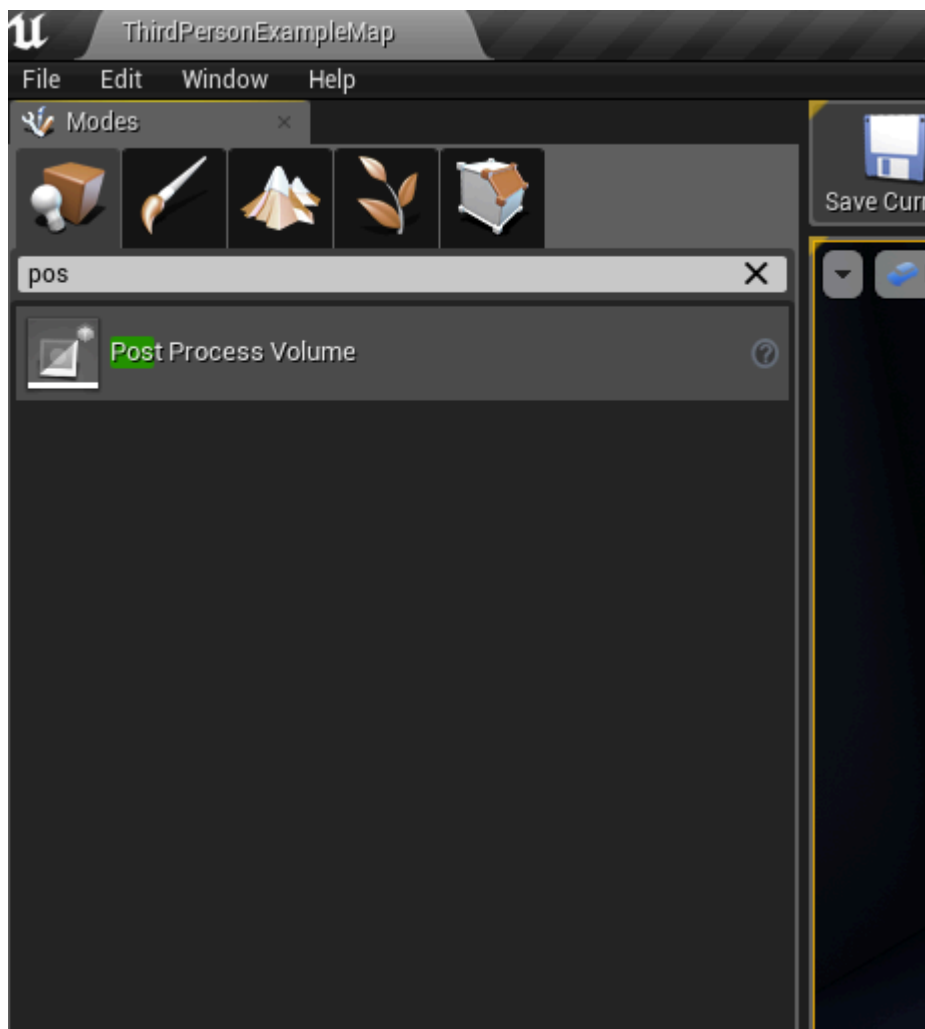 ThirdPersonExampleMap
File Edit Window Help
Modes
Save Curr
pos
Post Process Volume